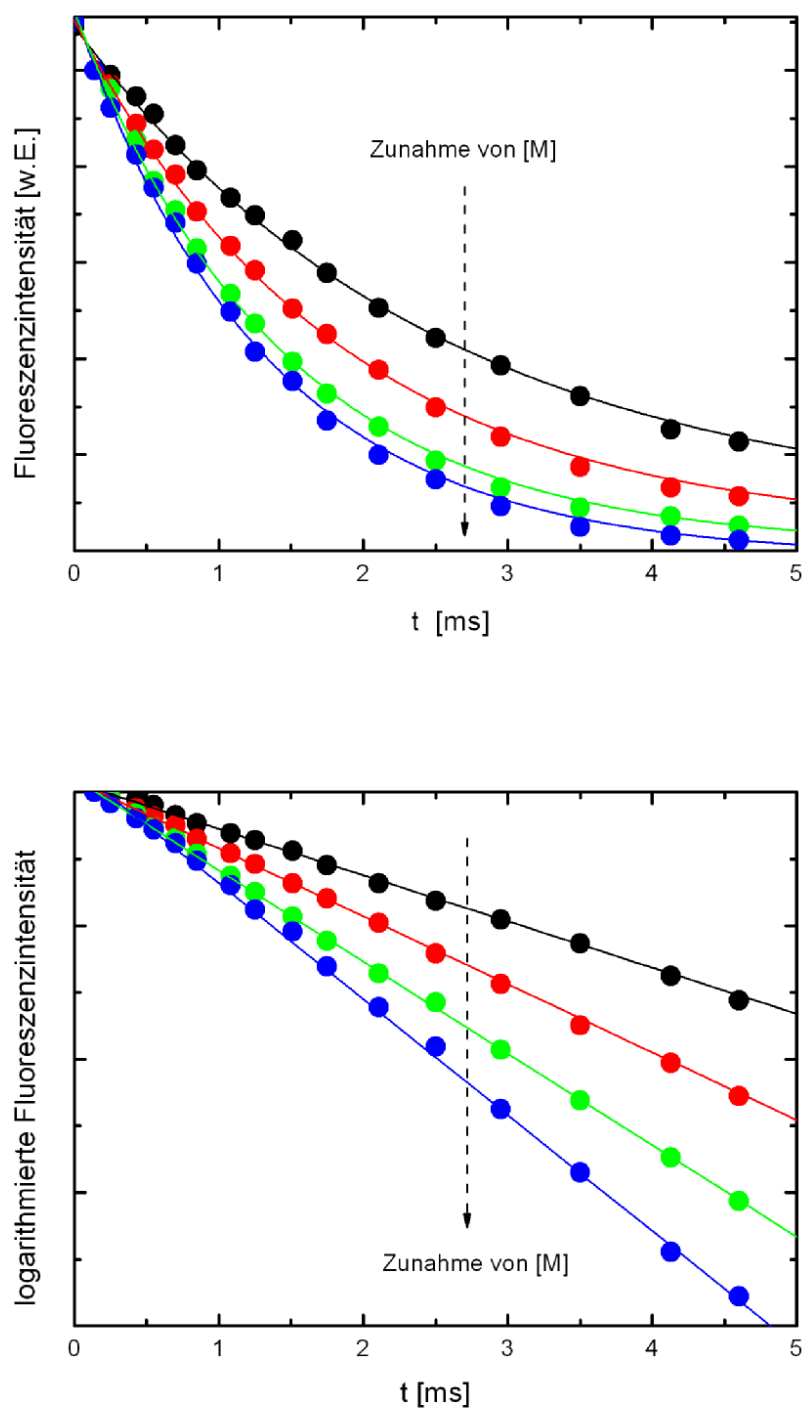 Zunahme von [M]
Fluoreszenzintensität [w.E.]
0 1 2 3 4 5
t [ms]
logarithmierte Fluoreszenzintensität
Zunahme von [M]
0 1 2 3 4 5
t [ms]